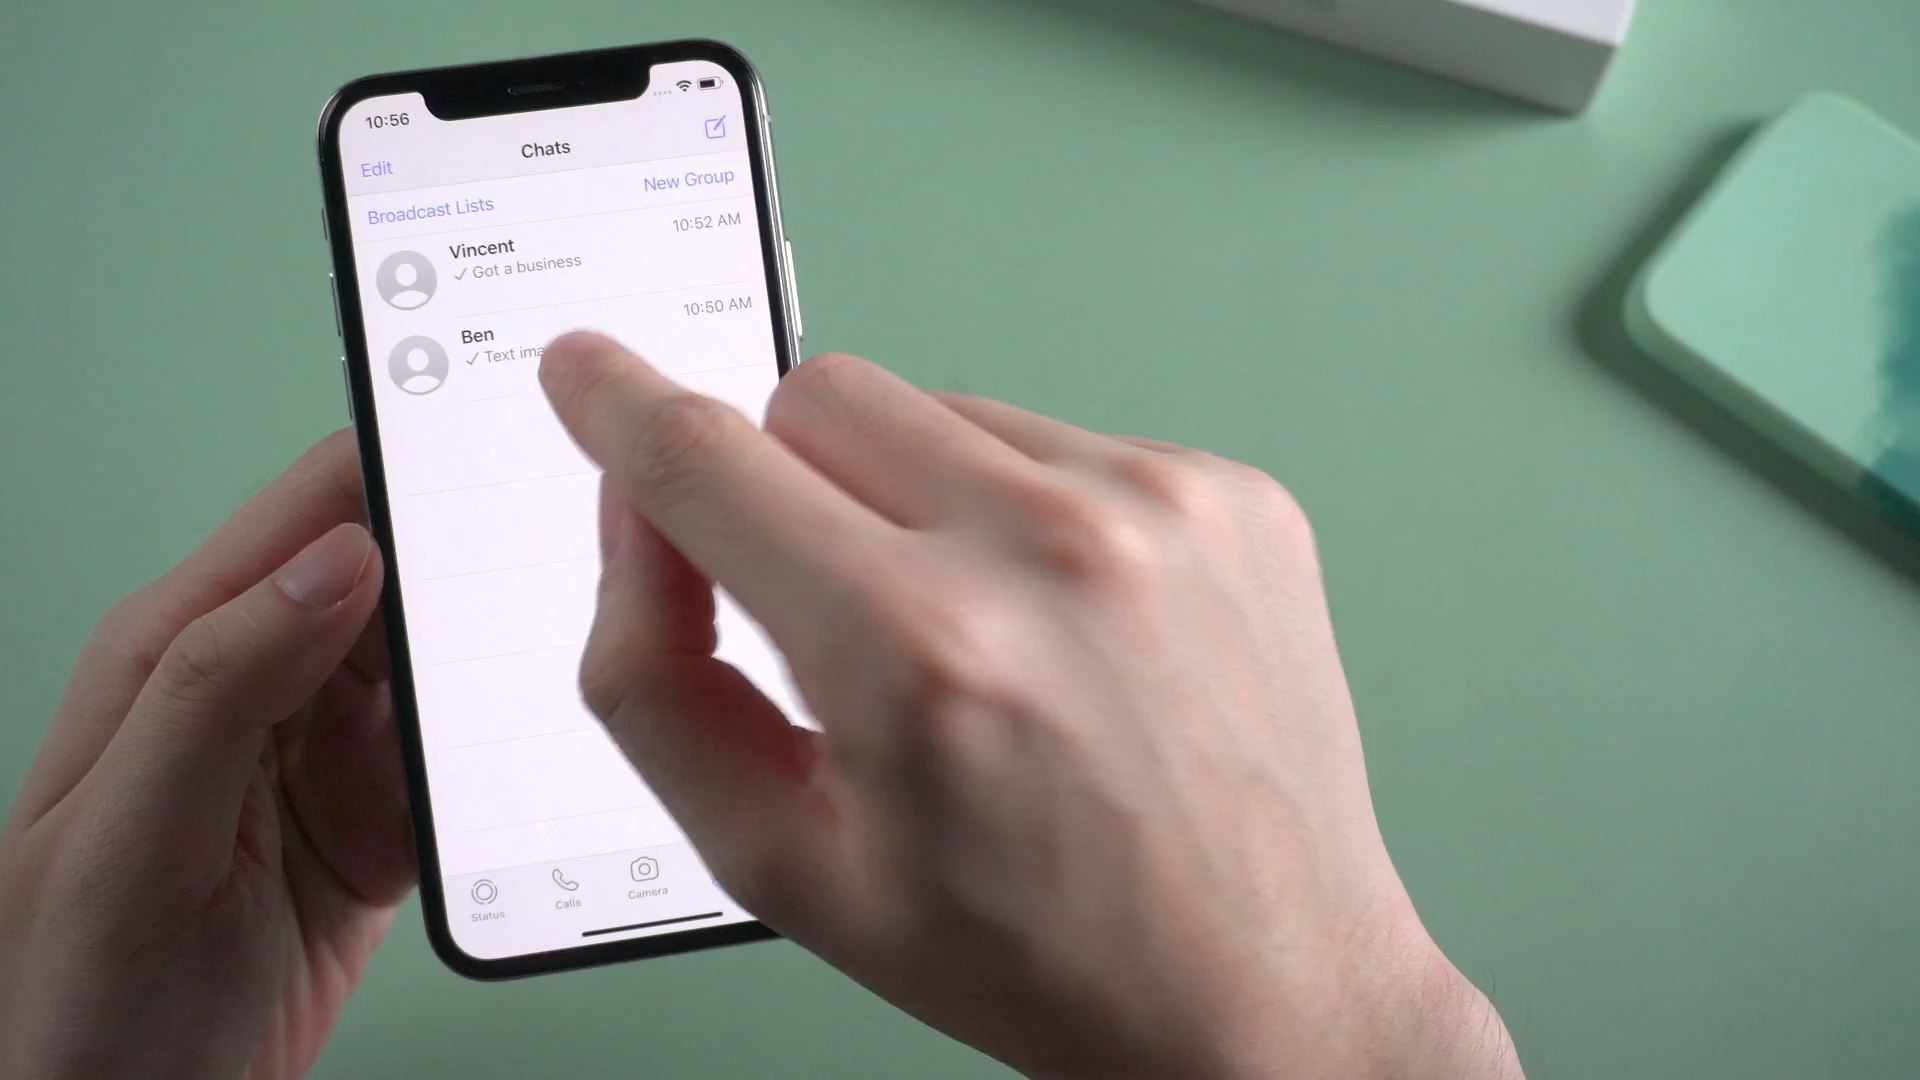 10:56
Chats
Edit
New Group
Broadcast Lists
Vincent
10:52 AM
✓ Got a business
Ben
10:50 AM
✓ Text
Status
Calls
Camera